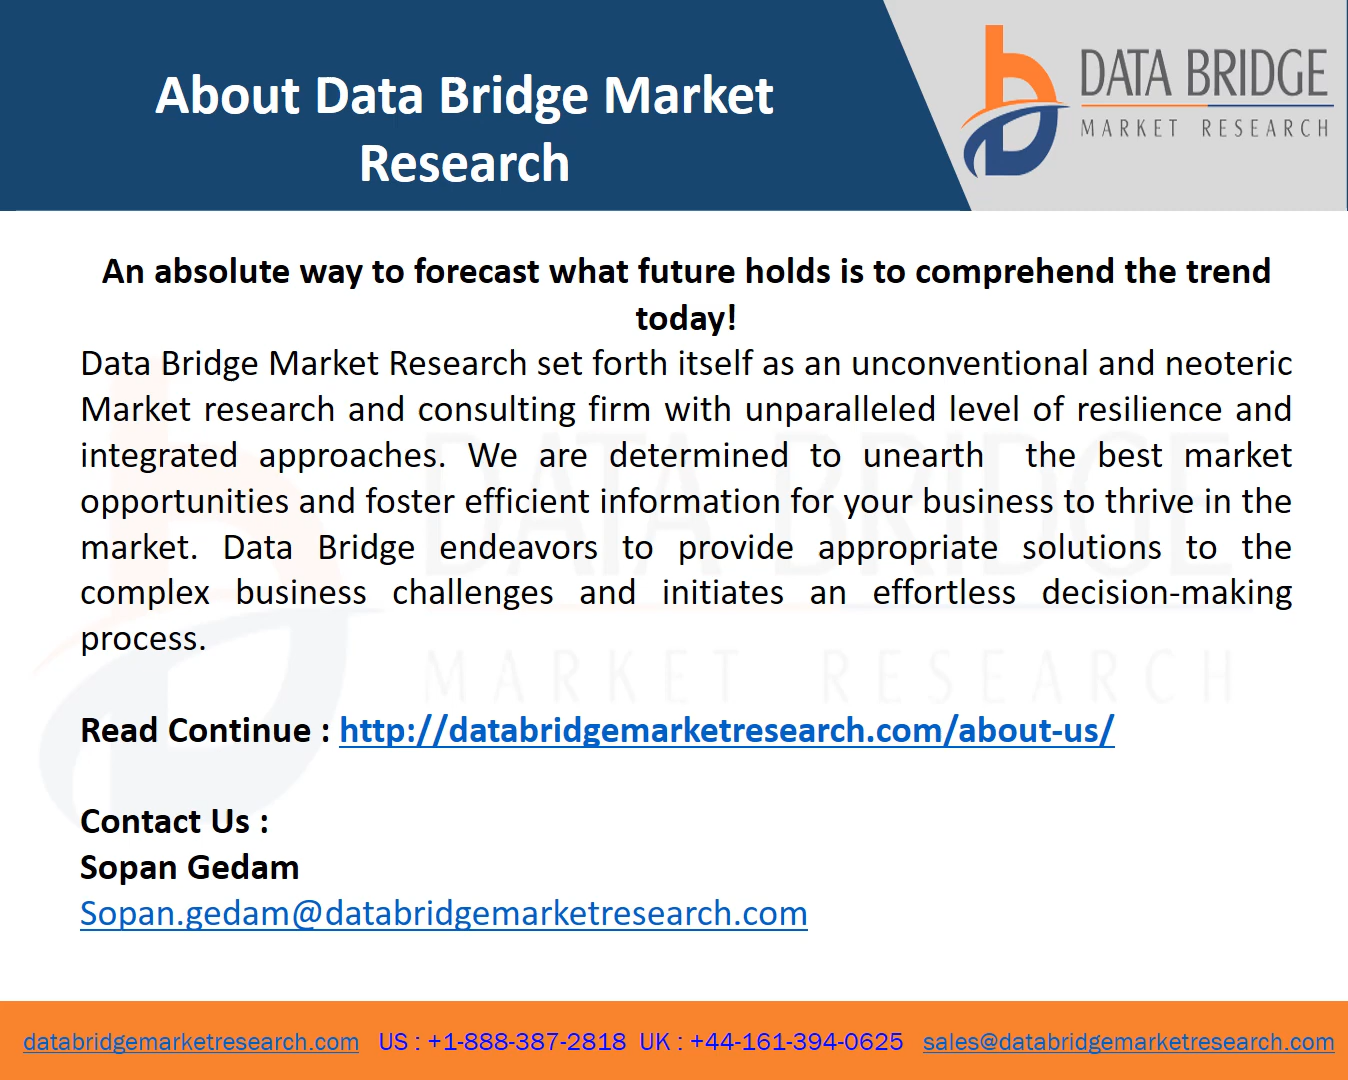 About Data Bridge Market
Research
DATA BRIDGE
MARKET RESEARCH
An absolute way to forecast what future holds is to comprehend the trend
today!
Data Bridge Market Research set forth itself as an unconventional and neoteric
Market research and consulting firm with unparalleled level of resilience and
integrated approaches. We are determined to unearth the best market
opportunities and foster efficient information for your business to thrive in the
market. Data Bridge endeavors to provide appropriate solutions to the
complex business challenges and initiates an effortless decision-making
process.
DATA BRIDGE
MARKET RESEARCH
Read Continue : http://databridgemarketresearch.com/about-us/
Contact Us :
Sopan Gedam
Sopan.gedam@databridgemarketresearch.com
databridgemarketresearch.com US : +1-888-387-2818 UK : +44-161-394-0625 sales@databridgemarketresearch.com